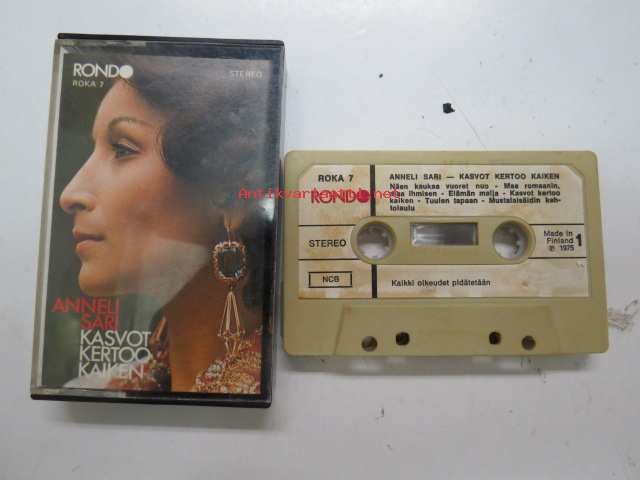 RONDO
ROKA 7
STEREO
ANNELI
SARI
KASVOT
KERTOO
KAIKEN
ROKA 7
ANNELI SARI — KASVOT KERTOO KAIKEN
RONDO
Näen kaukaa vuoret nuo - Maa romaanin,
maa ihmisen - Elämän malja - Kasvot kertoo
kaiken - Tuulen tapaan - Mustalaisäidin keh-
tolaulu
STEREO
Made in
Finland
℗ 1975
1
NCB
Kaikki oikeudet pidätetään